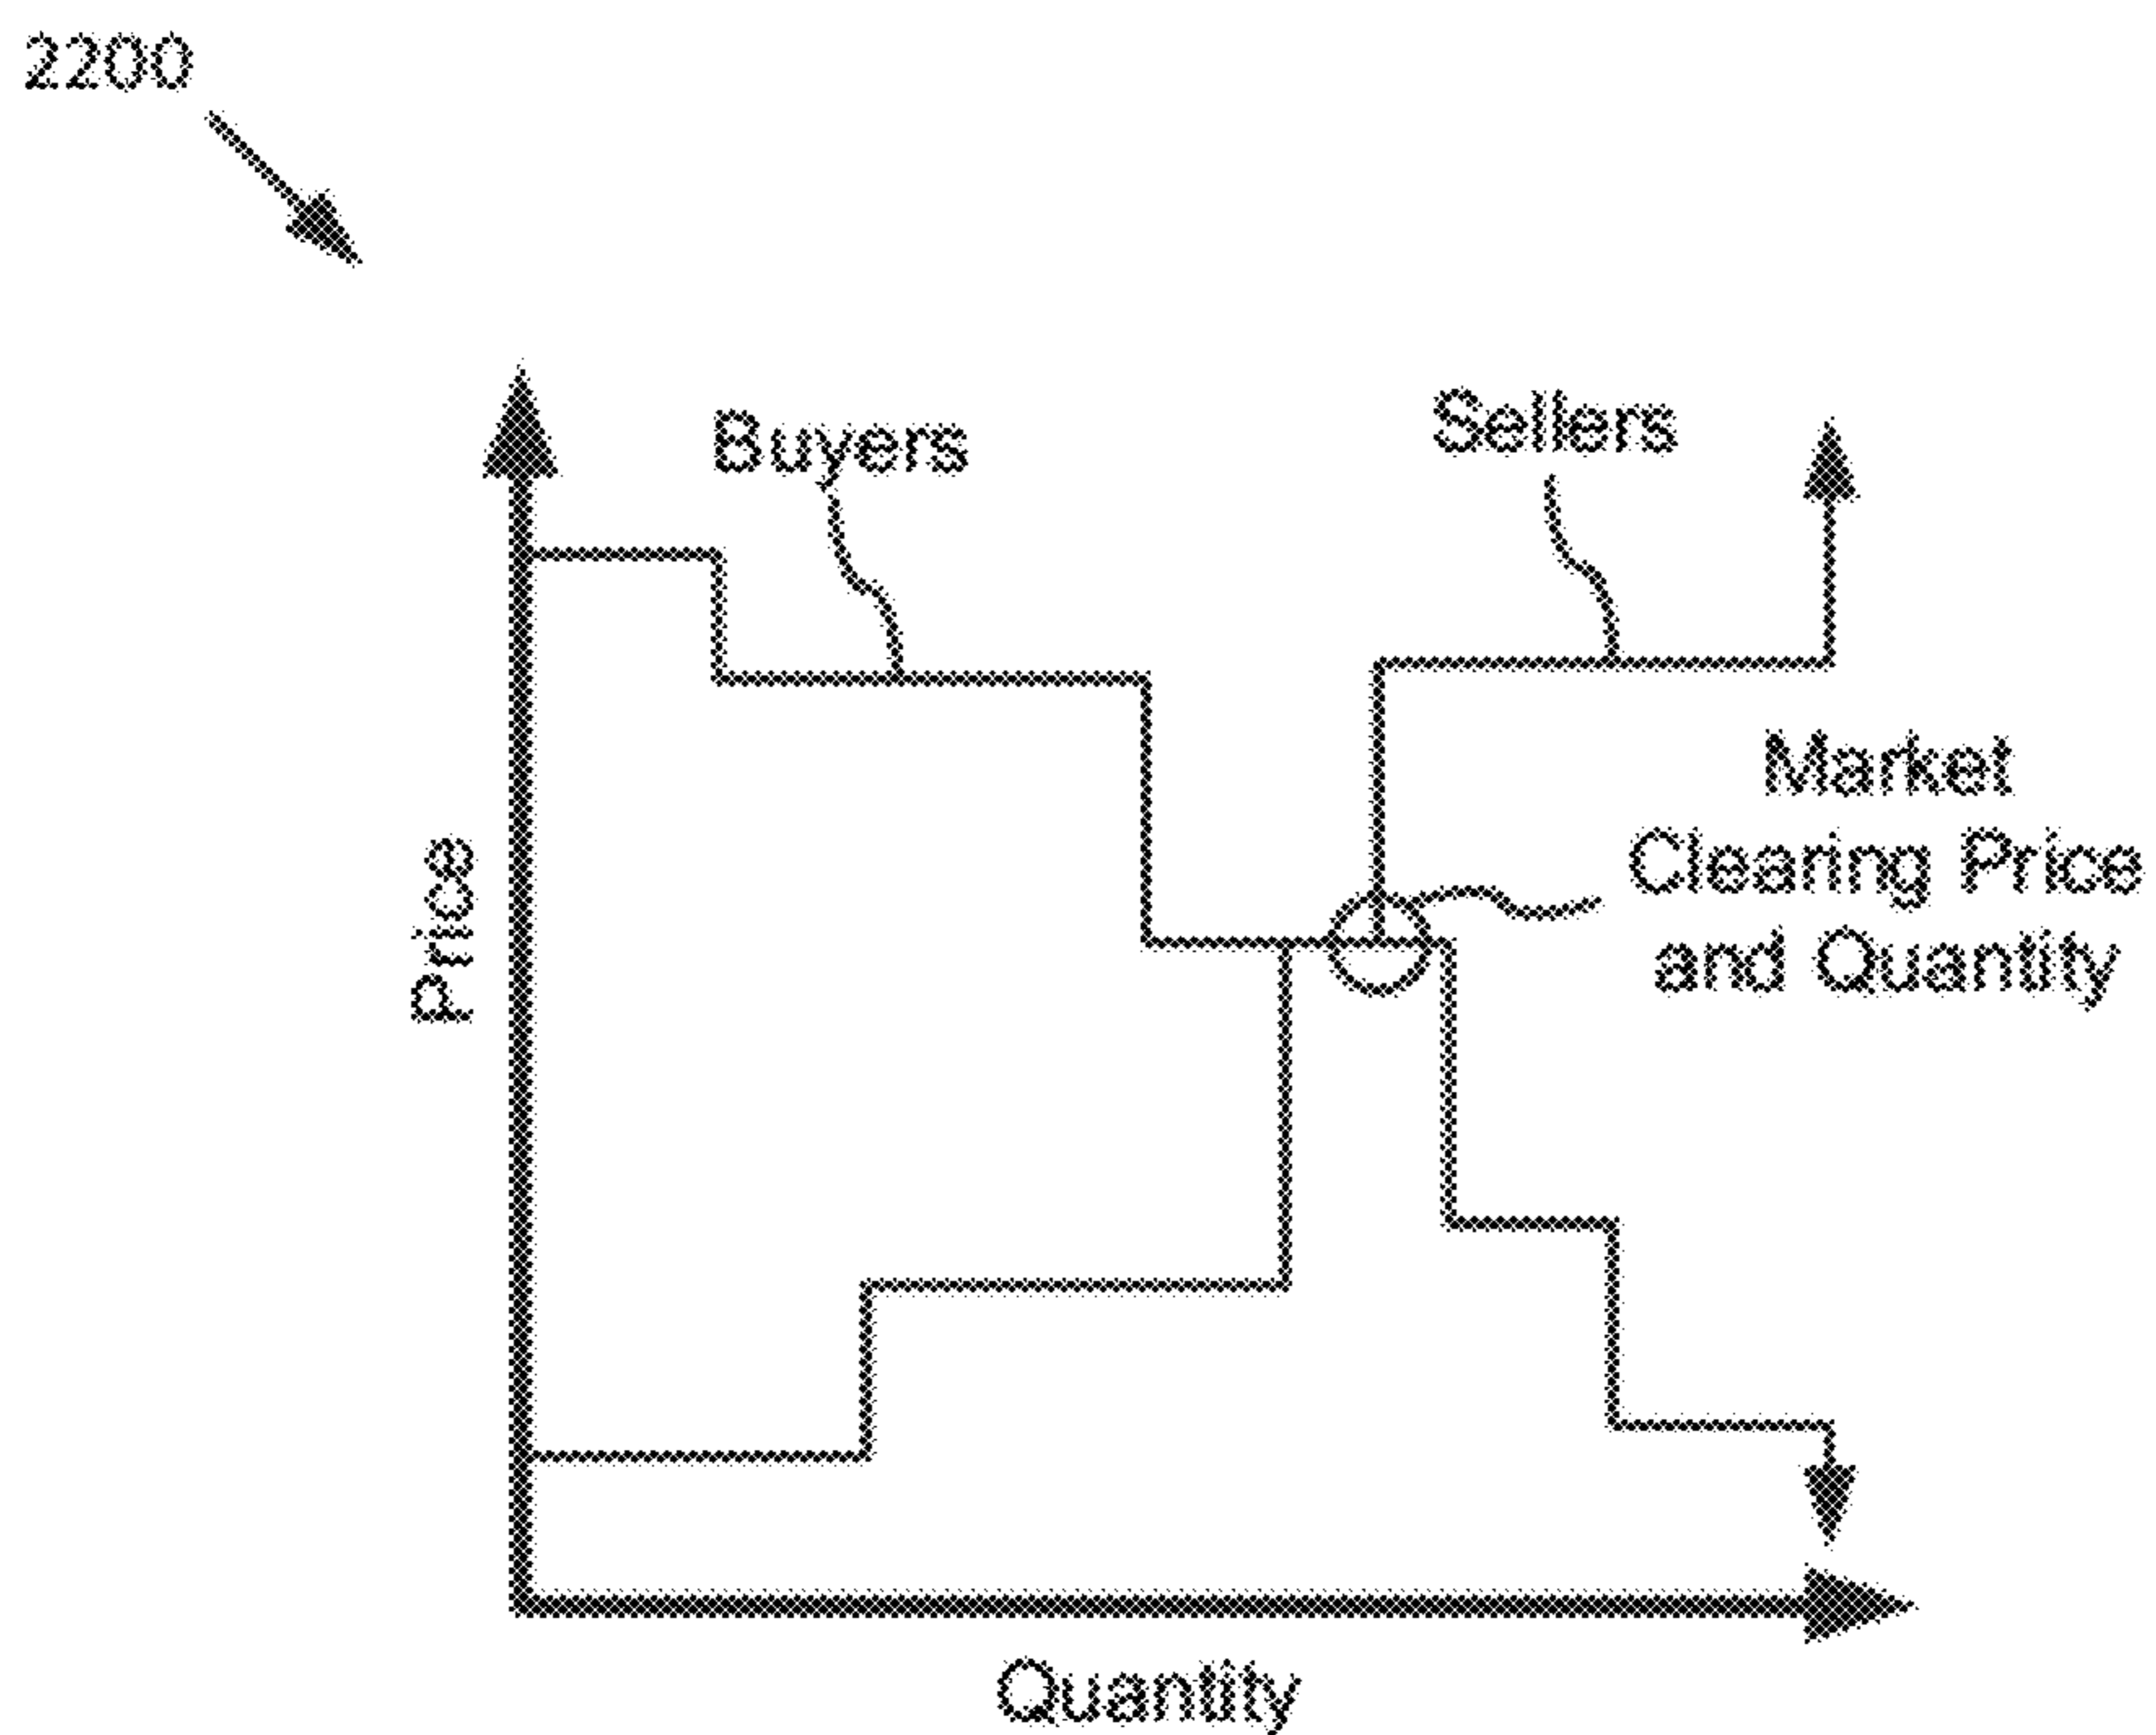 2200
Buyers
Sellers
Market
Clearing Price
and Quantity
Price
Quantity